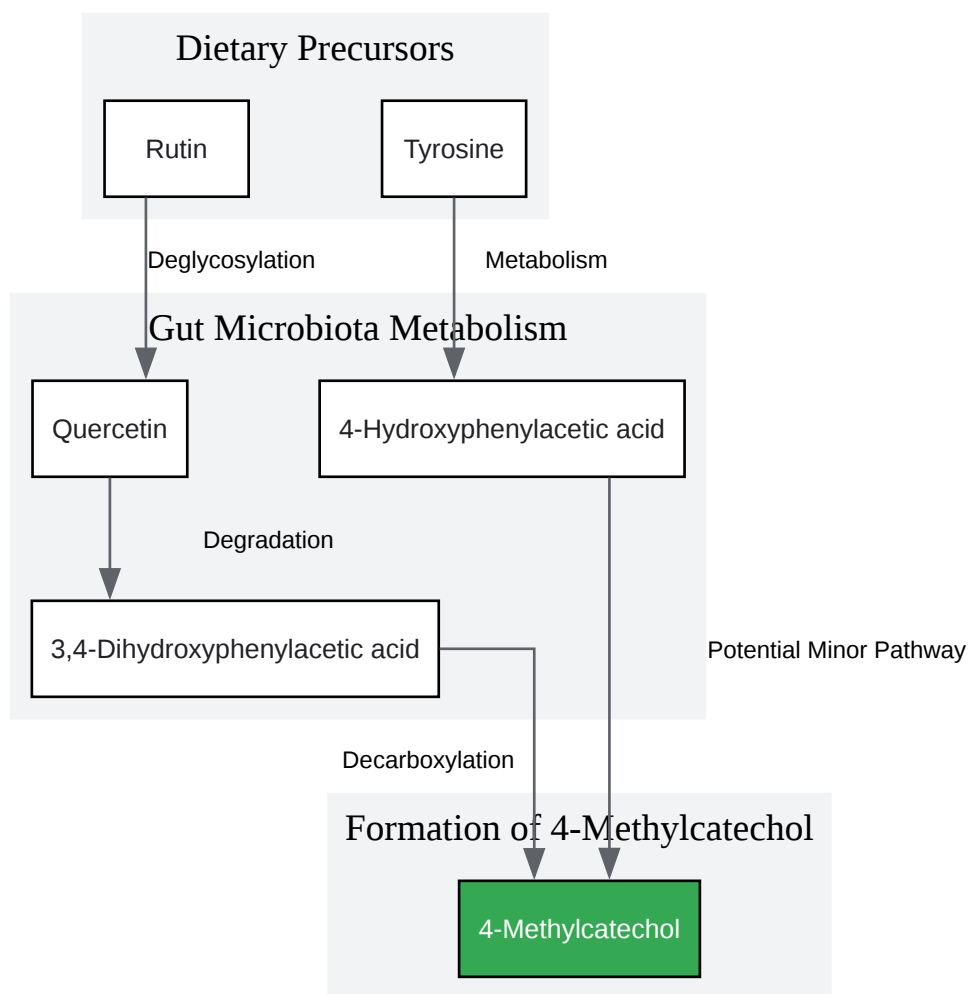 Dietary Precursors
Rutin
Tyrosine
Deglycosylation
Metabolism
Gut Microbiota Metabolism
Quercetin
4-Hydroxyphenylacetic acid
Degradation
3,4-Dihydroxyphenylacetic acid
Potential Minor Pathway
Decarboxylation
Formation of 4-Methylcatechol
4-Methylcatechol